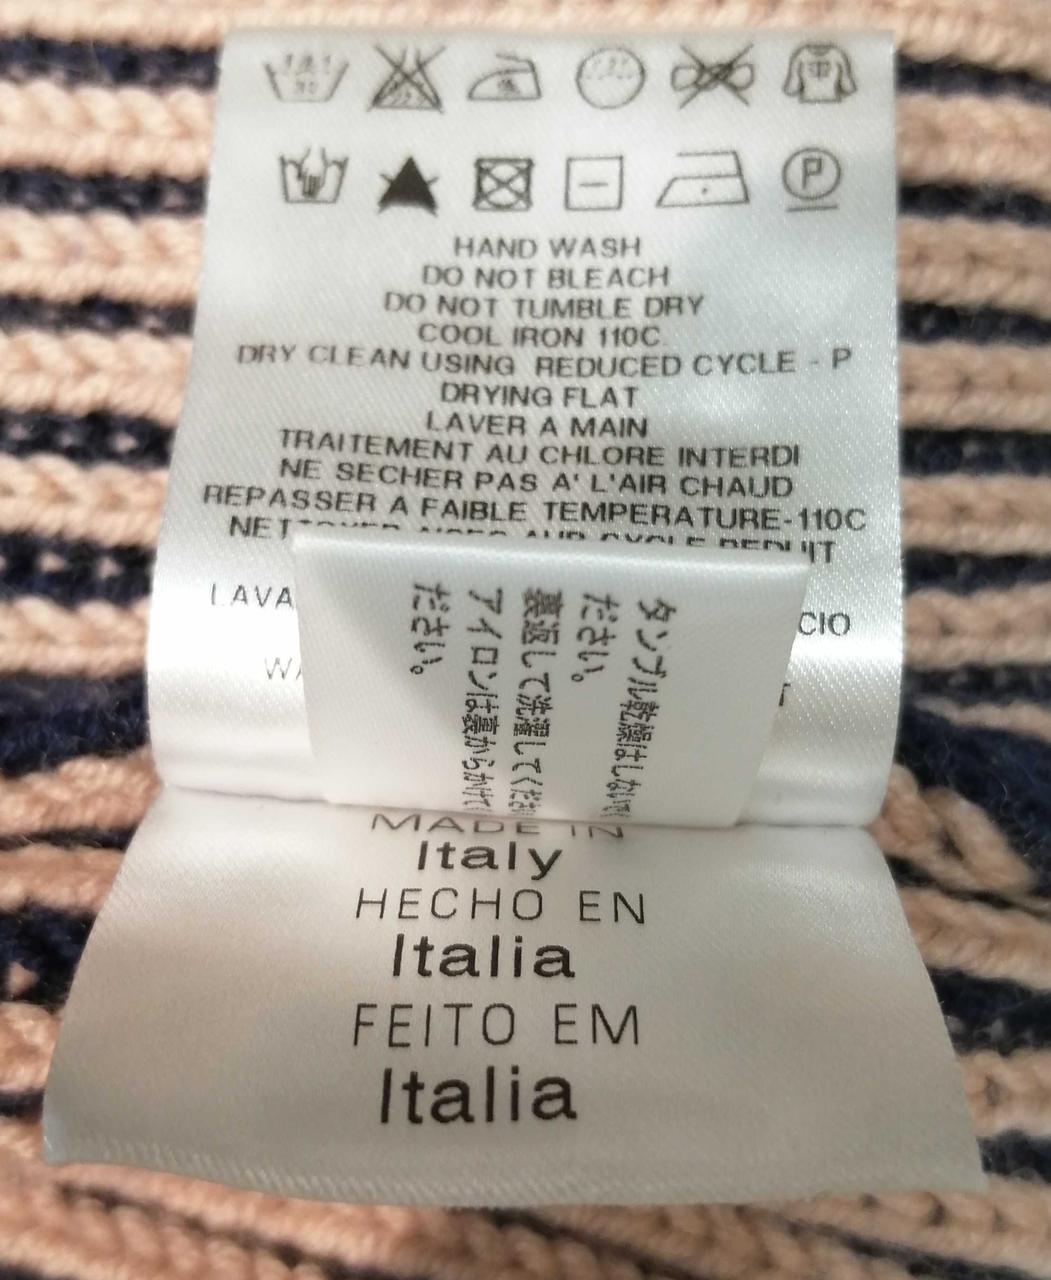 HAND WASH
DO NOT BLEACH
DO NOT TUMBLE DRY
COOL IRON 110C.
DRY CLEAN USING REDUCED CYCLE - P
DRYING FLAT
LAVER A MAIN
TRAITEMENT AU CHLORE INTERDI
NE SECHER PAS A' L'AIR CHAUD
REPASSER A FAIBLE TEMPERATURE-110C
タンブル乾燥はしないで
ださい。
裏返して洗濯してくだ
アイロンは裏からかけて
ださい。
MADE IN
Italy
HECHO EN
Italia
FEITO EM
Italia